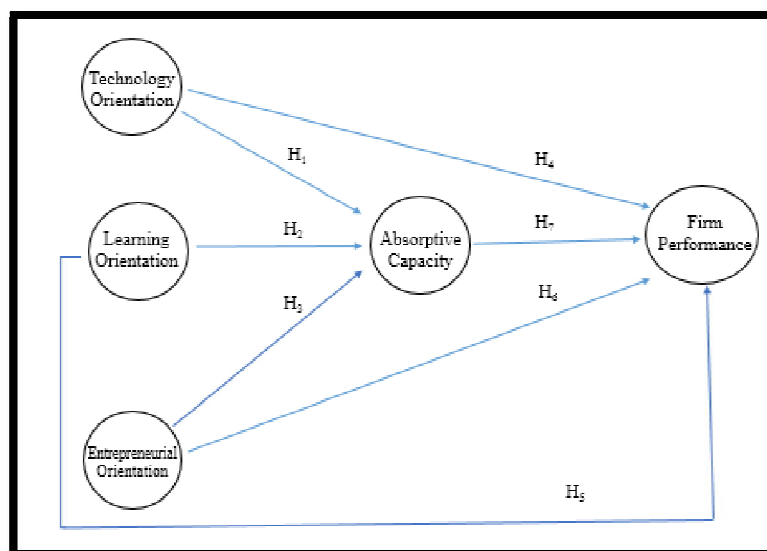 Technology
Orientation
H₁
H₄
Learning
Orientation
H₂
Absorptive
Capacity
H₇
Firm
Performance
H₃
H₆
Entrepreneurial
Orientation
H₅